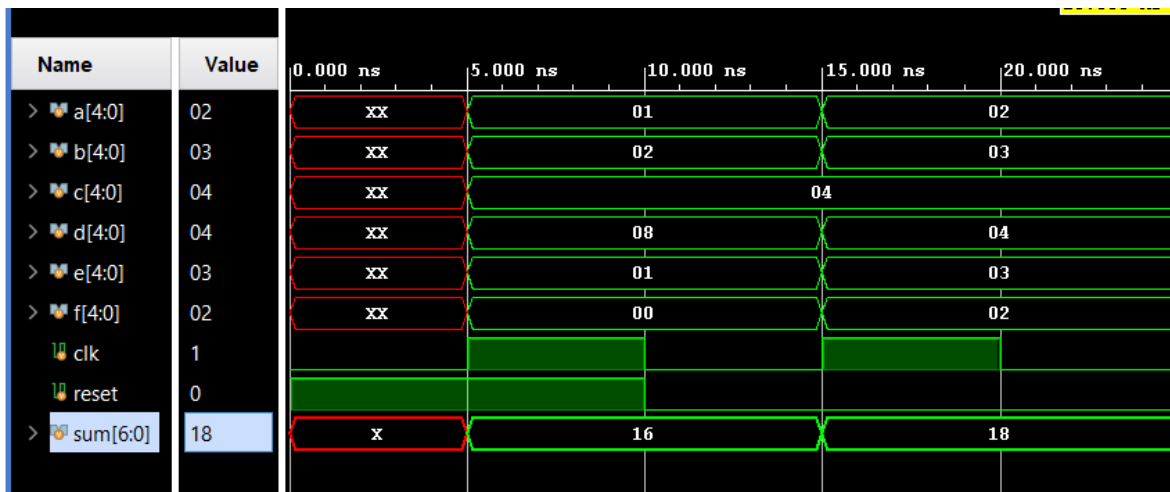 Name Value 0.000 ns 5.000 ns 10.000 ns 15.000 ns 20.000 ns
a[4:0] 02 XX 01 02
b[4:0] 03 XX 02 03
c[4:0] 04 XX 04
d[4:0] 04 XX 08 04
e[4:0] 03 XX 01 03
f[4:0] 02 XX 00 02
clk 1
reset 0
sum[6:0] 18 X 16 18